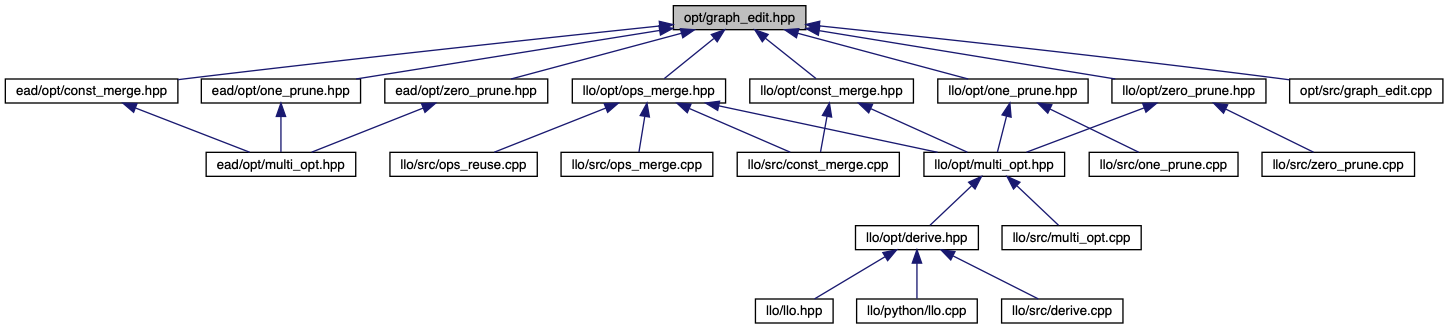 opt/graph_edit.hpp
ead/opt/const_merge.hpp
ead/opt/one_prune.hpp
ead/opt/zero_prune.hpp
llo/opt/ops_merge.hpp
llo/opt/const_merge.hpp
llo/opt/one_prune.hpp
llo/opt/zero_prune.hpp
opt/src/graph_edit.cpp
ead/opt/multi_opt.hpp
llo/src/ops_reuse.cpp
llo/src/ops_merge.cpp
llo/src/const_merge.cpp
llo/opt/multi_opt.hpp
llo/src/one_prune.cpp
llo/src/zero_prune.cpp
llo/opt/derive.hpp
llo/src/multi_opt.cpp
llo/llo.hpp
llo/python/llo.cpp
llo/src/derive.cpp